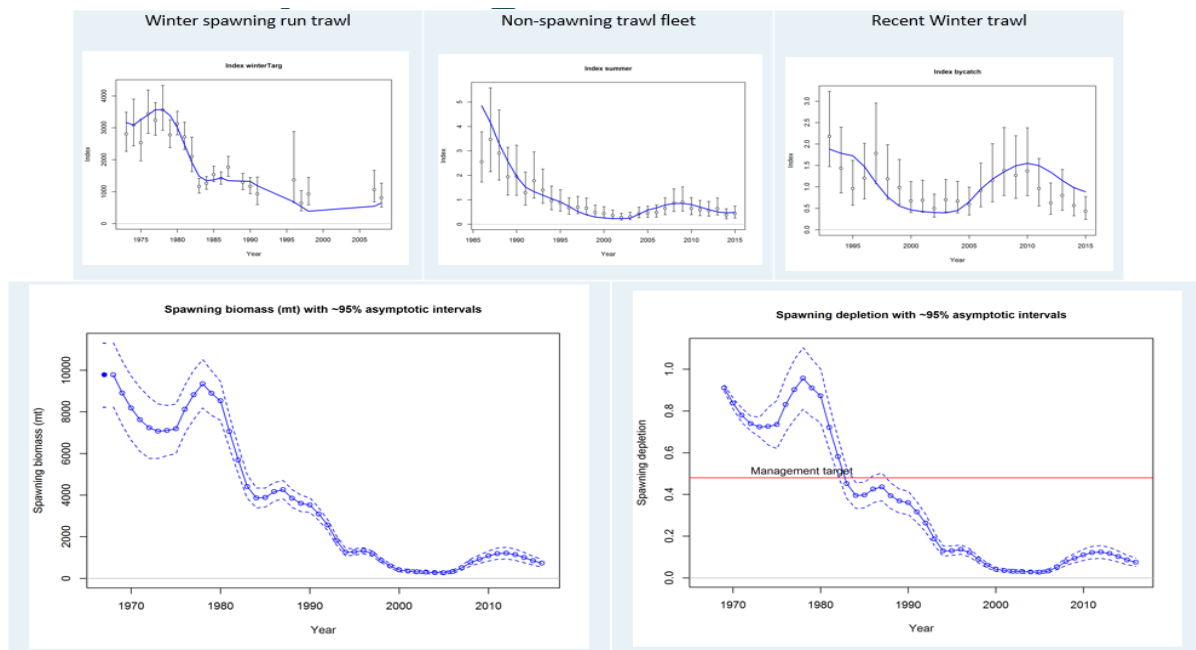 Winter spawning run trawl
Non-spawning trawl fleet
Recent Winter trawl
Index winterTarg
Index
0 1000 2000 3000 4000
1975 1980 1985 1990 1995 2000 2005
Year
Index summer
Index
0 1 2 3 4 5
1985 1990 1995 2000 2005 2010 2015
Year
Index bycatch
Index
0.0 0.5 1.0 1.5 2.0 2.5 3.0
1995 2000 2005 2010 2015
Year
Spawning biomass (mt) with ~95% asymptotic intervals
Spawning biomass (mt)
0 2000 4000 6000 8000 10000
1970 1980 1990 2000 2010
Year
Spawning depletion with ~95% asymptotic intervals
Spawning depletion
0.0 0.2 0.4 0.6 0.8 1.0
Management target
1970 1980 1990 2000 2010
Year